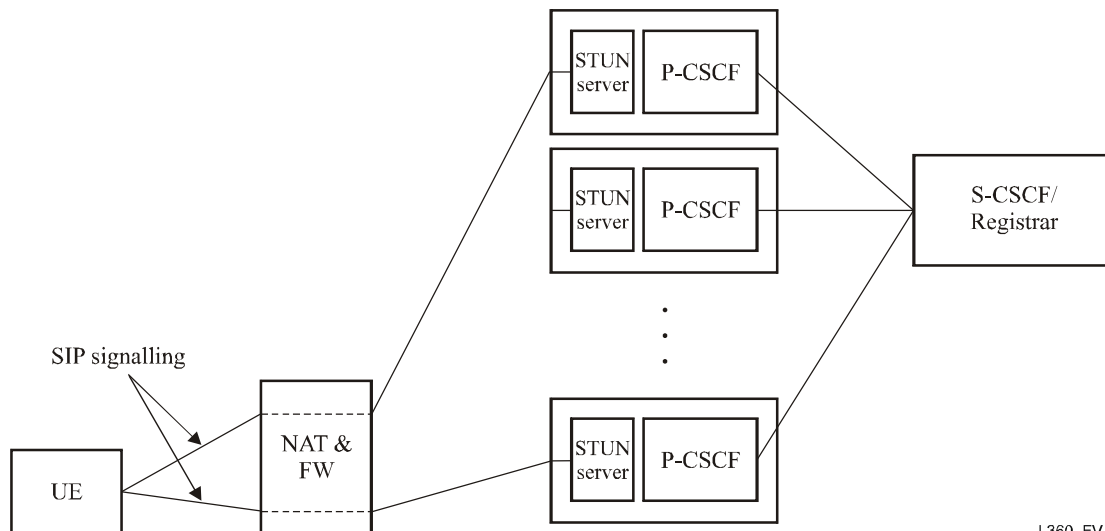 STUN
server
P-CSCF
STUN
server
P-CSCF
S-CSCF/
Registrar
SIP signalling
UE
NAT &
FW
STUN
server
P-CSCF